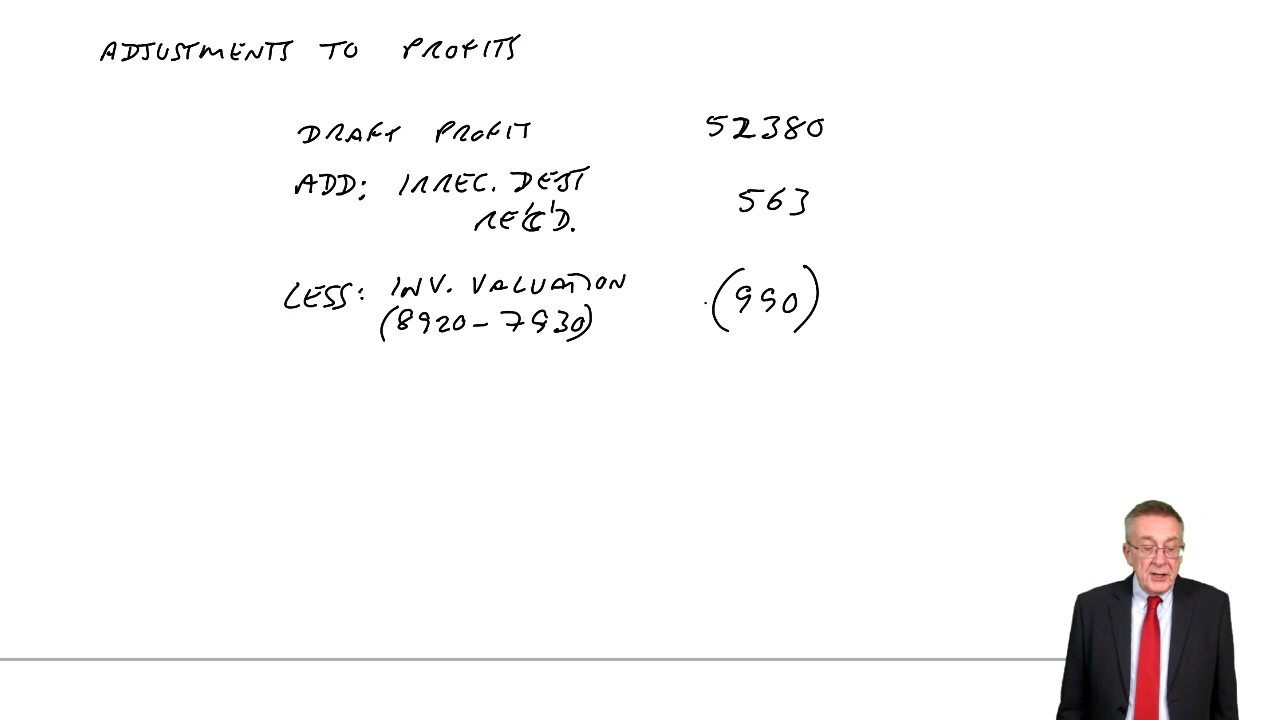 ADJUSTMENTS TO PROFITS
DRAFT PROFIT 52380
ADD: IRREC. DEBT
REC'D. 563
LESS: INV. VALUATION
(8920 - 7930) (990)